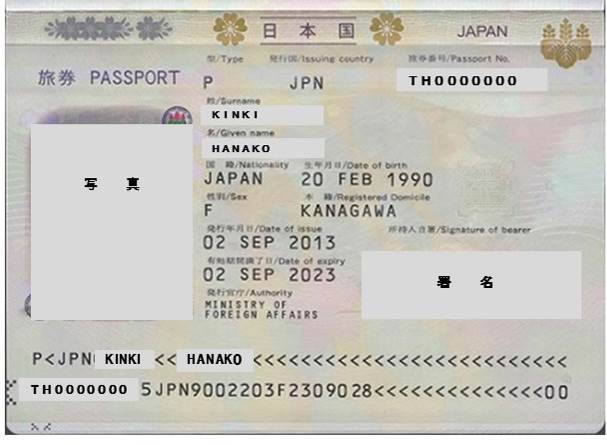 日本国 JAPAN
型/Type 発行国/Issuing country 旅券番号/Passport No.
旅券 PASSPORT P JPN TH0000000
姓/Surname
KINKI
名/Given name
HANAKO
国籍/Nationality 生年月日/Date of birth
JAPAN 20 FEB 1990
性別/Sex 本籍/Registered Domicile
F KANAGAWA
発行年月日/Date of issue 所持人自署/Signature of bearer
02 SEP 2013
有効期間満了日/Date of expiry
02 SEP 2023
発行官庁/Authority
MINISTRY OF
FOREIGN AFFAIRS
写真
署名
P<JPN KINKI << HANAKO <<<<<<<<<<<<<<<<<<<<<<<<<<
TH0000000 5JPN9002203F2309028<<<<<<<<<<<<<<00